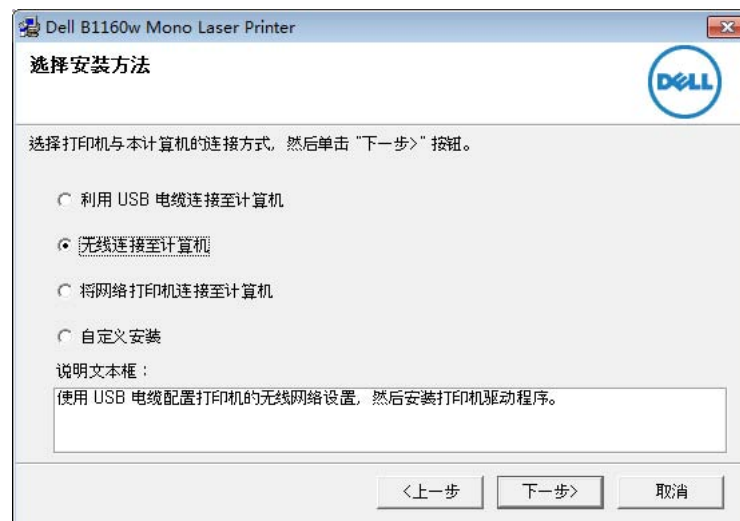 Dell B1160w Mono Laser Printer
选择安装方法
DELL
选择打印机与本计算机的连接方式，然后单击 "下一步>" 按钮。
利用 USB 电缆连接至计算机
无线连接至计算机
将网络打印机连接至计算机
自定义安装
说明文本框：
使用 USB 电缆配置打印机的无线网络设置，然后安装打印机驱动程序。
<上一步
下一步>
取消